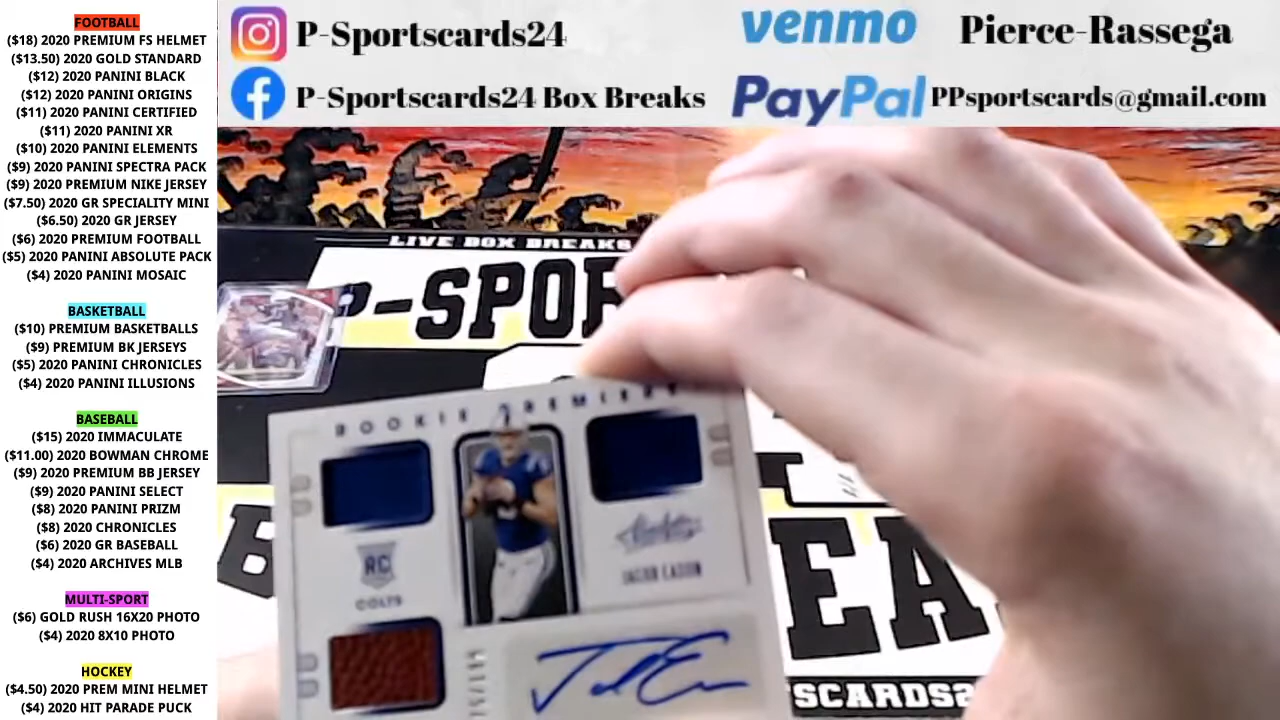 FOOTBALL
($18) 2020 PREMIUM FS HELMET
($13.50) 2020 GOLD STANDARD
($12) 2020 PANINI BLACK
($12) 2020 PANINI ORIGINS
($11) 2020 PANINI CERTIFIED
($11) 2020 PANINI XR
($10) 2020 PANINI ELEMENTS
($9) 2020 PANINI SPECTRA PACK
($9) 2020 PREMIUM NIKE JERSEY
($7.50) 2020 GR SPECIALITY MINI
($6.50) 2020 GR JERSEY
($6) 2020 PREMIUM FOOTBALL
($5) 2020 PANINI ABSOLUTE PACK
($4) 2020 PANINI MOSAIC
BASKETBALL
($10) PREMIUM BASKETBALLS
($9) PREMIUM BK JERSEYS
($5) 2020 PANINI CHRONICLES
($4) 2020 PANINI ILLUSIONS
BASEBALL
($15) 2020 IMMACULATE
($11.00) 2020 BOWMAN CHROME
($9) 2020 PREMIUM BB JERSEY
($9) 2020 PANINI SELECT
($8) 2020 PANINI PRIZM
($8) 2020 CHRONICLES
($6) 2020 GR BASEBALL
($4) 2020 ARCHIVES MLB
MULTI-SPORT
($6) GOLD RUSH 16X20 PHOTO
($4) 2020 8X10 PHOTO
HOCKEY
($4.50) 2020 PREM MINI HELMET
($4) 2020 HIT PARADE PUCK
P-Sportscards24
venmo Pierce-Rassega
P-Sportscards24 Box Breaks
PayPal PPsportscards@gmail.com
LIVE BOX BREAKS
P-SPOR
ROOKIE PREMIERE
RC
COLTS
Absolute
JACOB EASON
B
EA
SCARDS2